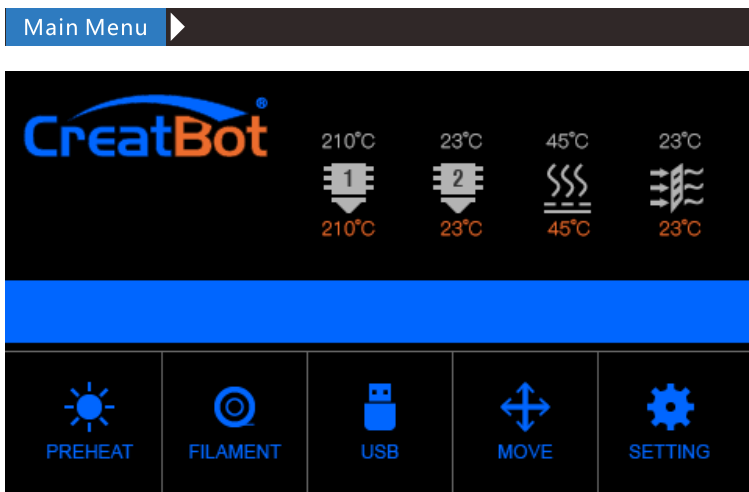 Main Menu
CreatBot®
210°C 23°C 45°C 23°C
1 2
210°C 23°C 45°C 23°C
PREHEAT FILAMENT USB MOVE SETTING